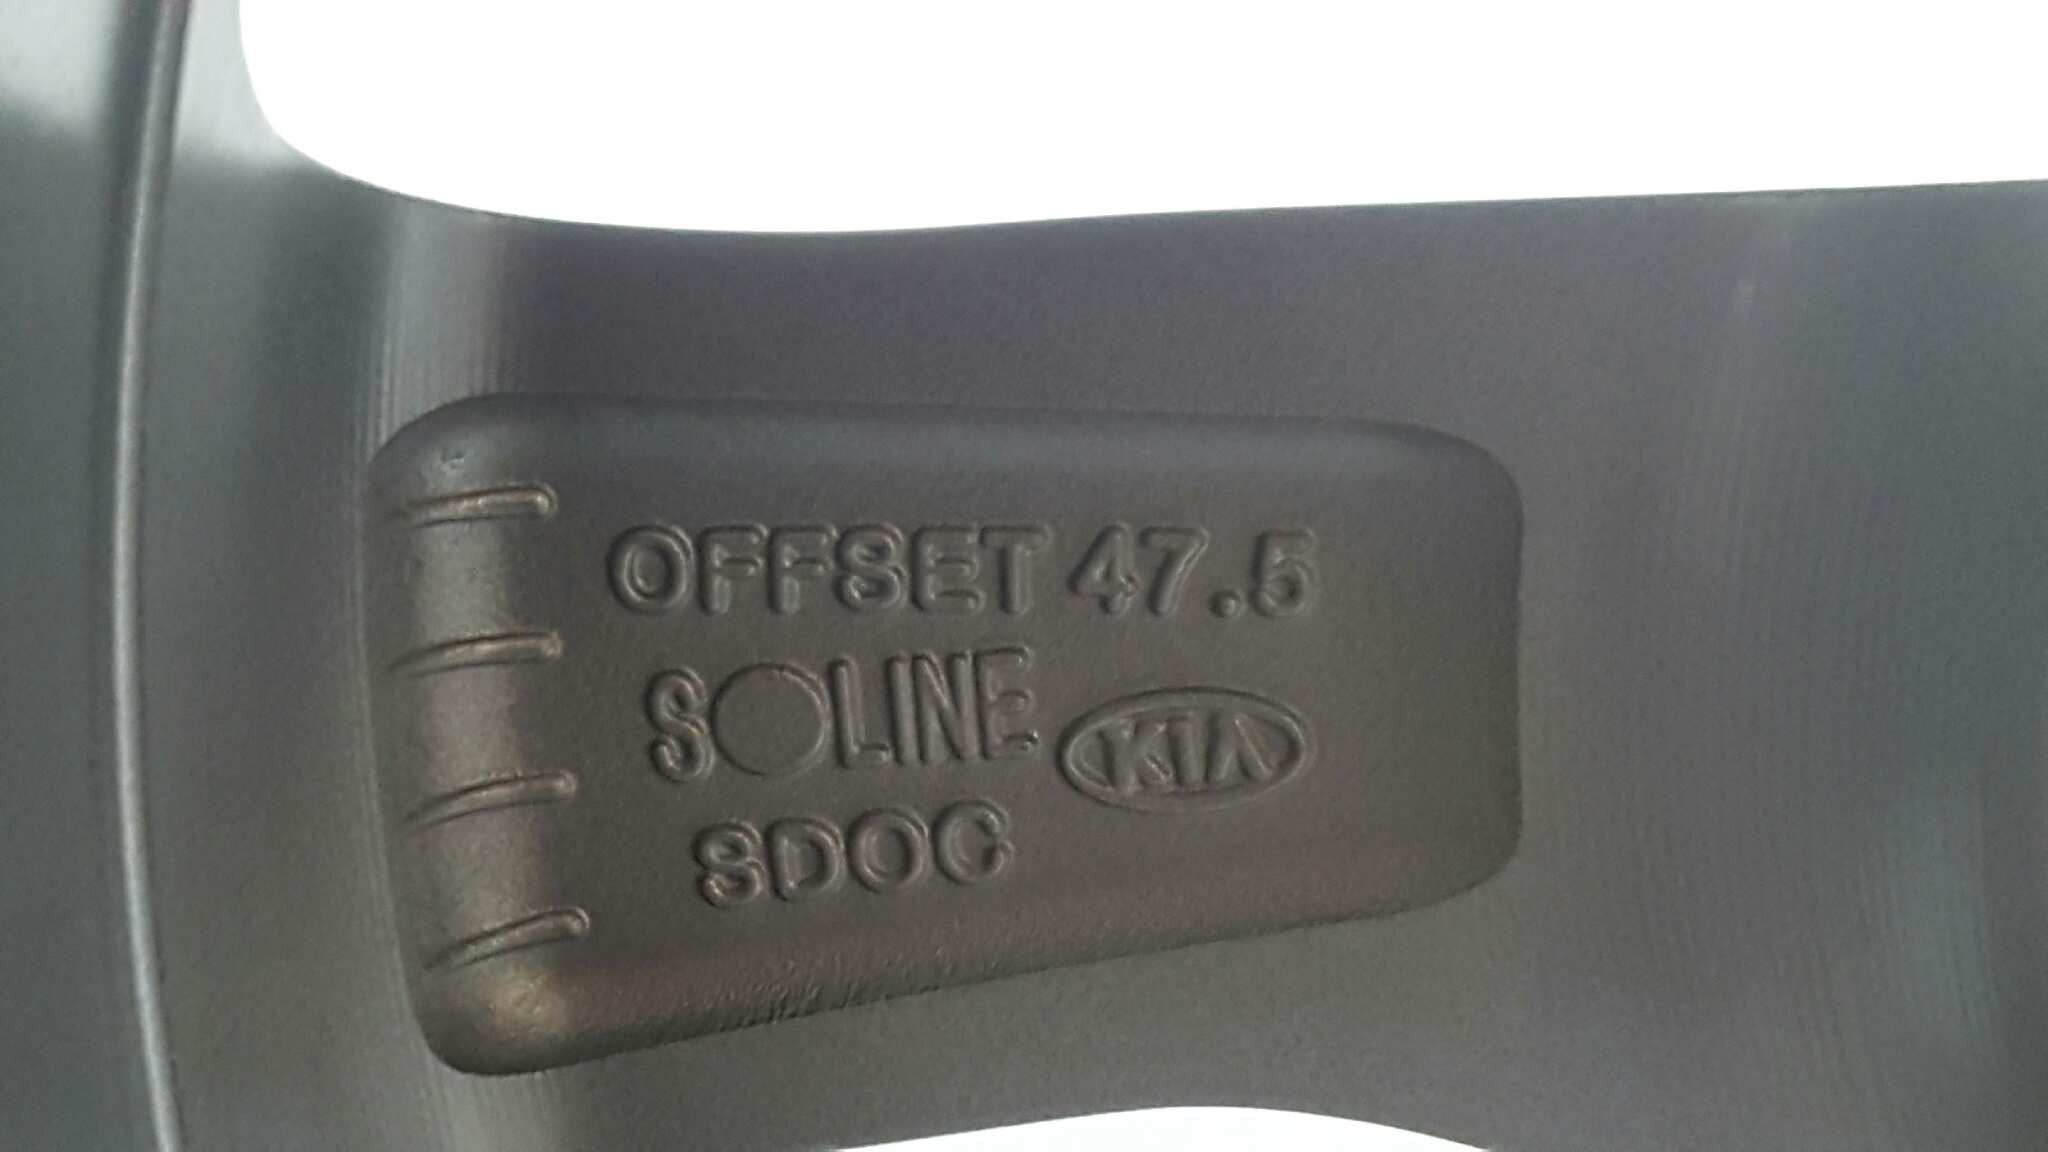 OFFSET 47.5
SOLINE
KIA
SDOC